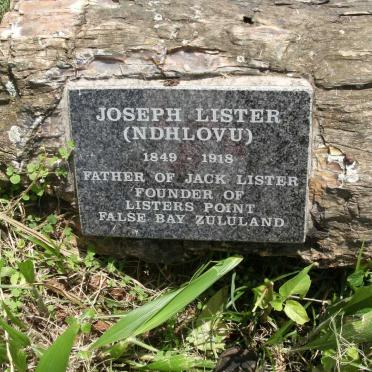 JOSEPH LISTER
(NDHLOVU)
1849 - 1918
FATHER OF JACK LISTER
FOUNDER OF
LISTERS POINT
FALSE BAY ZULULAND